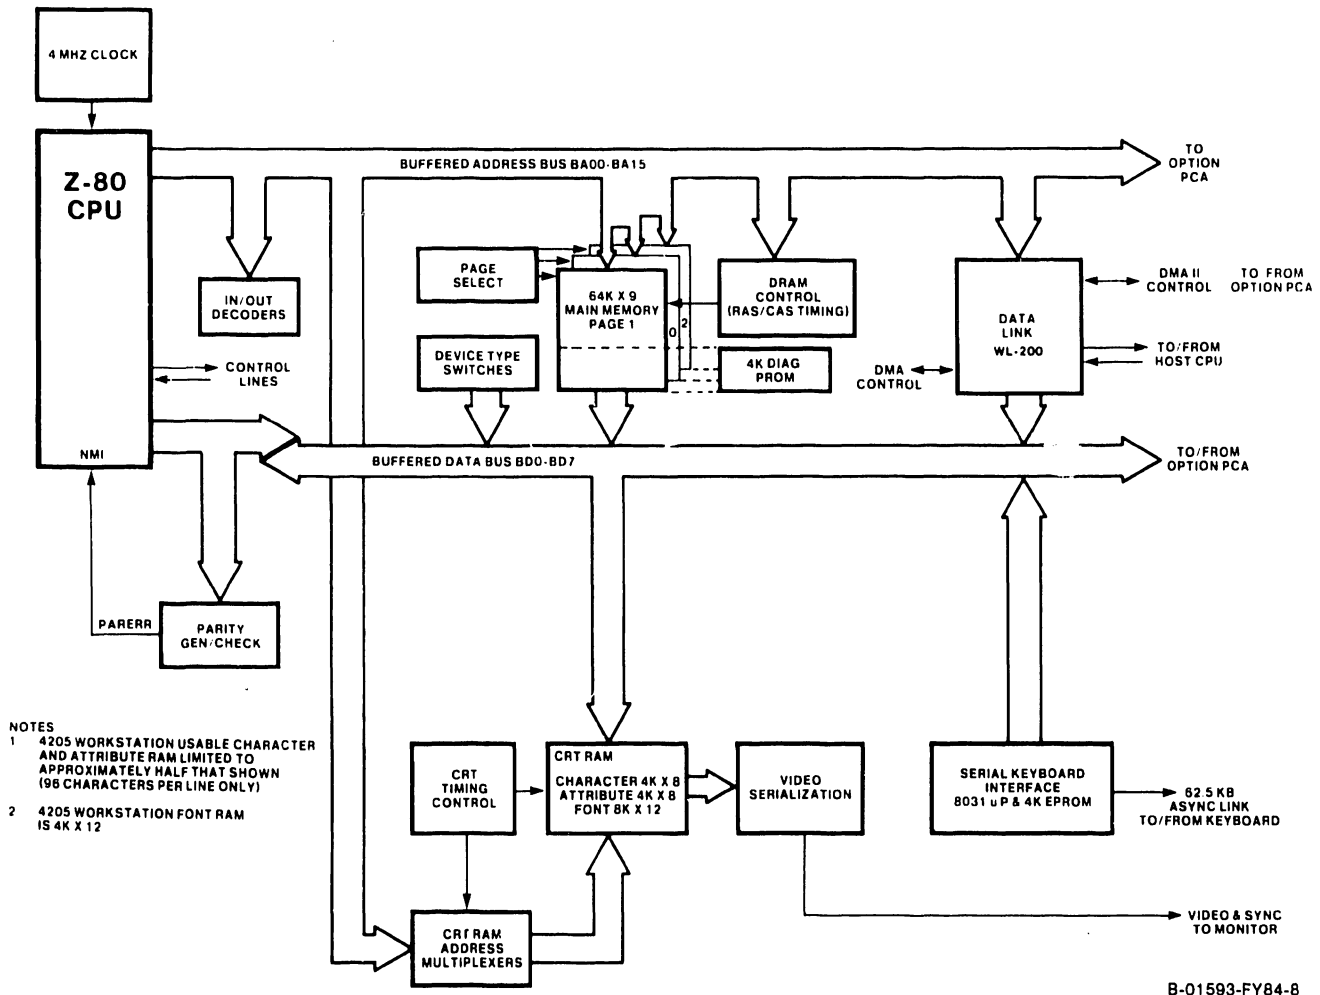 4 MHZ CLOCK
Z-80
CPU
NMI
BUFFERED ADDRESS BUS BA00-BA15
TO
OPTION
PCA
IN/OUT
DECODERS
CONTROL
LINES
PAGE
SELECT
DEVICE TYPE
SWITCHES
64K X 9
MAIN MEMORY
PAGE 1
0
2
DRAM
CONTROL
(RAS/CAS TIMING)
4K DIAG
PROM
DATA
LINK
WL-200
DMA II
CONTROL
TO FROM
OPTION PCA
TO/FROM
HOST CPU
DMA
CONTROL
BUFFERED DATA BUS BD0-BD7
TO/FROM
OPTION PCA
PARERR
PARITY
GEN/CHECK
NOTES
1 4205 WORKSTATION USABLE CHARACTER
AND ATTRIBUTE RAM LIMITED TO
APPROXIMATELY HALF THAT SHOWN
(96 CHARACTERS PER LINE ONLY)
2 4205 WORKSTATION FONT RAM
IS 4K X 12
CRT
TIMING
CONTROL
CRT RAM
CHARACTER 4K X 8
ATTRIBUTE 4K X 8
FONT 8K X 12
VIDEO
SERIALIZATION
SERIAL KEYBOARD
INTERFACE
8031 uP & 4K EPROM
62.5 KB
ASYNC LINK
TO/FROM KEYBOARD
CRT RAM
ADDRESS
MULTIPLEXERS
VIDEO & SYNC
TO MONITOR
B-01593-FY84-8